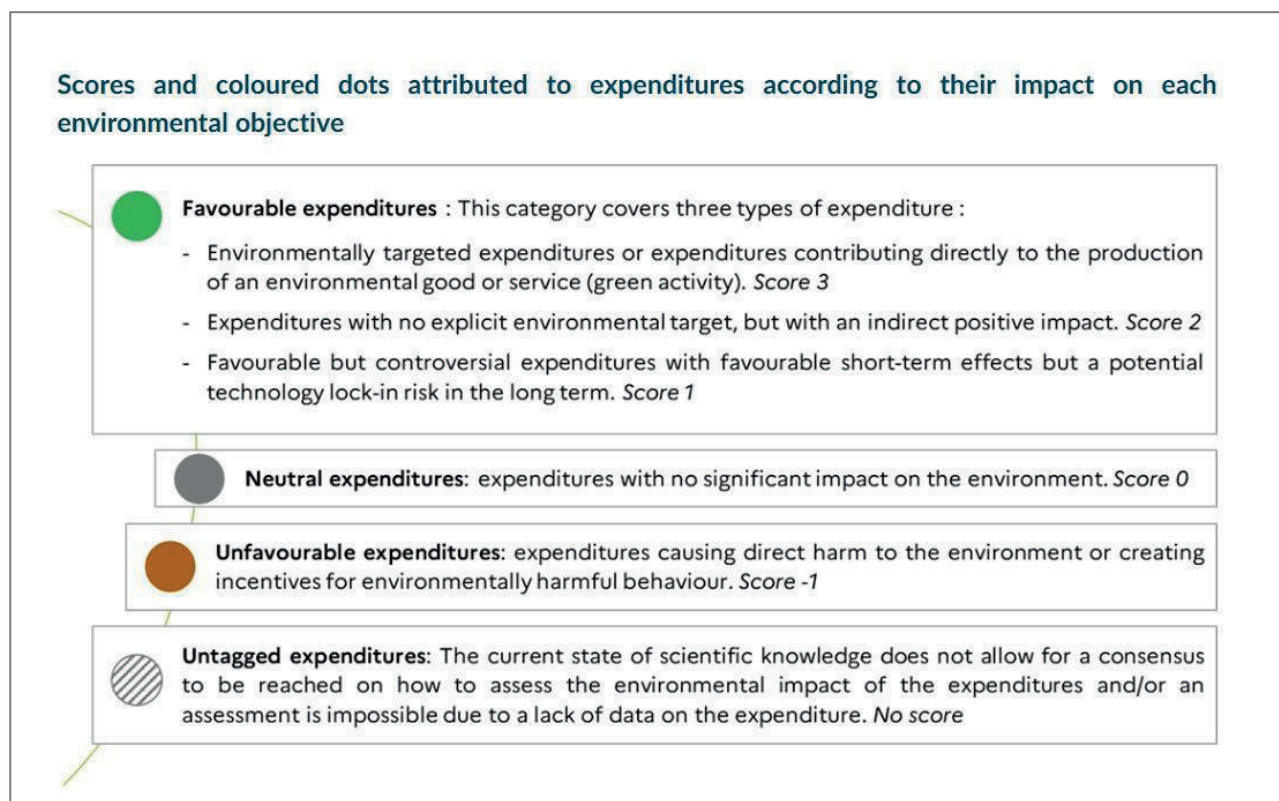 Scores and coloured dots attributed to expenditures according to their impact on each
environmental objective
Favourable expenditures : This category covers three types of expenditure :
- Environmentally targeted expenditures or expenditures contributing directly to the production
of an environmental good or service (green activity). Score 3
- Expenditures with no explicit environmental target, but with an indirect positive impact. Score 2
- Favourable but controversial expenditures with favourable short-term effects but a potential
technology lock-in risk in the long term. Score 1
Neutral expenditures: expenditures with no significant impact on the environment. Score 0
Unfavourable expenditures: expenditures causing direct harm to the environment or creating
incentives for environmentally harmful behaviour. Score -1
Untagged expenditures: The current state of scientific knowledge does not allow for a consensus
to be reached on how to assess the environmental impact of the expenditures and/or an
assessment is impossible due to a lack of data on the expenditure. No score